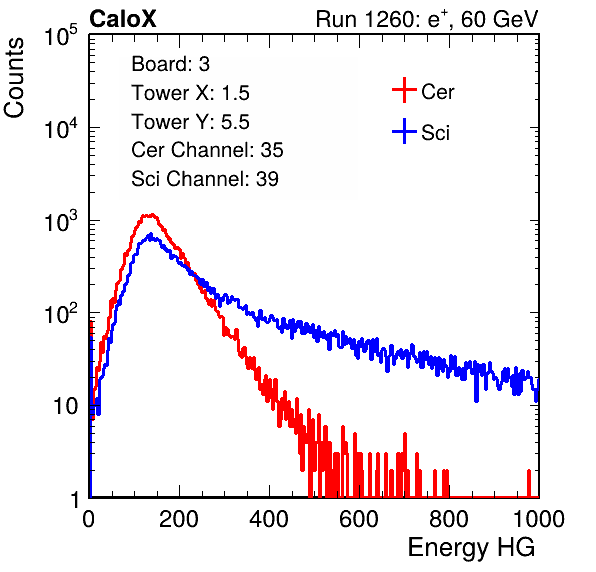 CaloX Run 1260: e⁺, 60 GeV
Counts
Board: 3
Tower X: 1.5
Tower Y: 5.5
Cer Channel: 35
Sci Channel: 39
Cer
Sci
10⁵
10⁴
10³
10²
10
1
0 200 400 600 800 1000
Energy HG